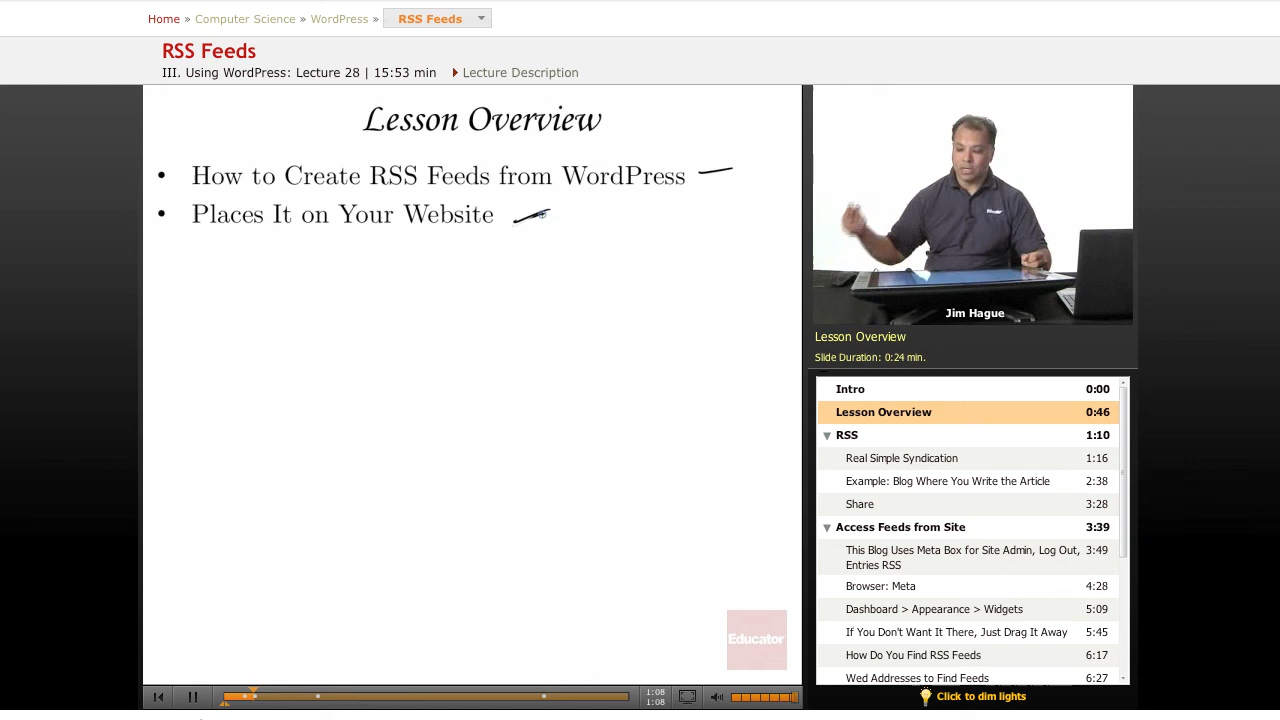 Home » Computer Science » WordPress » RSS Feeds
RSS Feeds
III. Using WordPress: Lecture 28 | 15:53 min Lecture Description
Lesson Overview
• How to Create RSS Feeds from WordPress
• Places It on Your Website
Educator
Jim Hague
Lesson Overview
Slide Duration: 0:24 min.
Intro 0:00
Lesson Overview 0:46
RSS 1:10
Real Simple Syndication 1:16
Example: Blog Where You Write the Article 2:38
Share 3:28
Access Feeds from Site 3:39
This Blog Uses Meta Box for Site Admin, Log Out, 3:49
Entries RSS
Browser: Meta 4:28
Dashboard > Appearance > Widgets 5:09
If You Don't Want It There, Just Drag It Away 5:45
How Do You Find RSS Feeds 6:17
Wed Addresses to Find Feeds 6:27
1:08
1:08
Click to dim lights